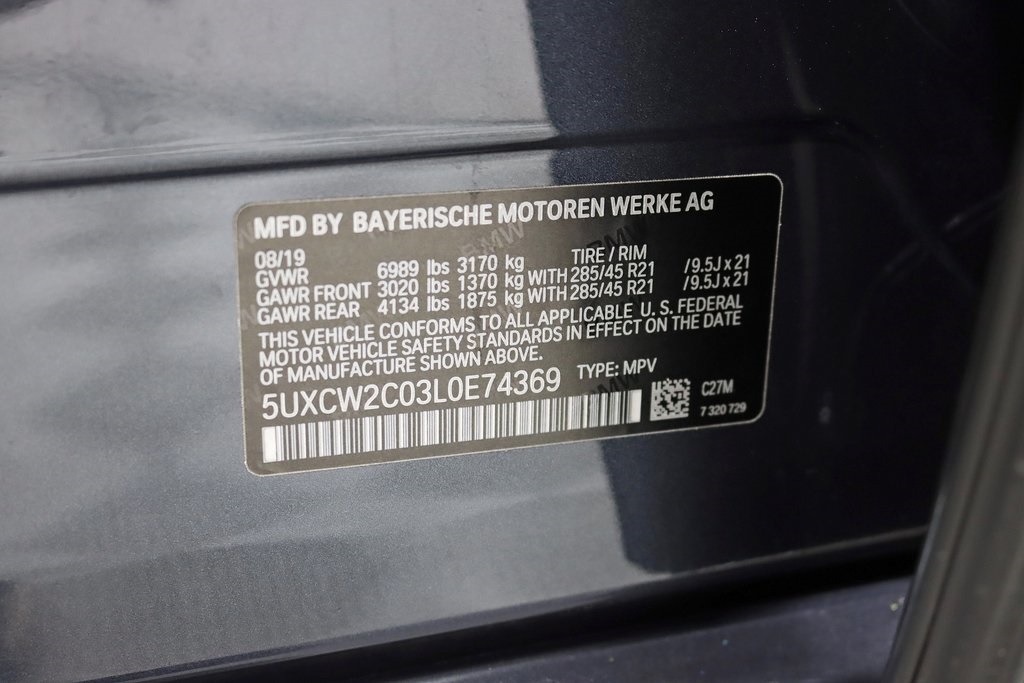 MFD BY BAYERISCHE MOTOREN WERKE AG
08/19 TIRE / RIM
GVWR 6989 lbs 3170 kg
GAWR FRONT 3020 lbs 1370 kg WITH 285/45 R21 /9.5J x 21
GAWR REAR 4134 lbs 1875 kg WITH 285/45 R21 /9.5J x 21
THIS VEHICLE CONFORMS TO ALL APPLICABLE U. S. FEDERAL
MOTOR VEHICLE SAFETY STANDARDS IN EFFECT ON THE DATE
OF MANUFACTURE SHOWN ABOVE.
5UXCW2C03L0E74369 TYPE: MPV
C27M
7 320 729